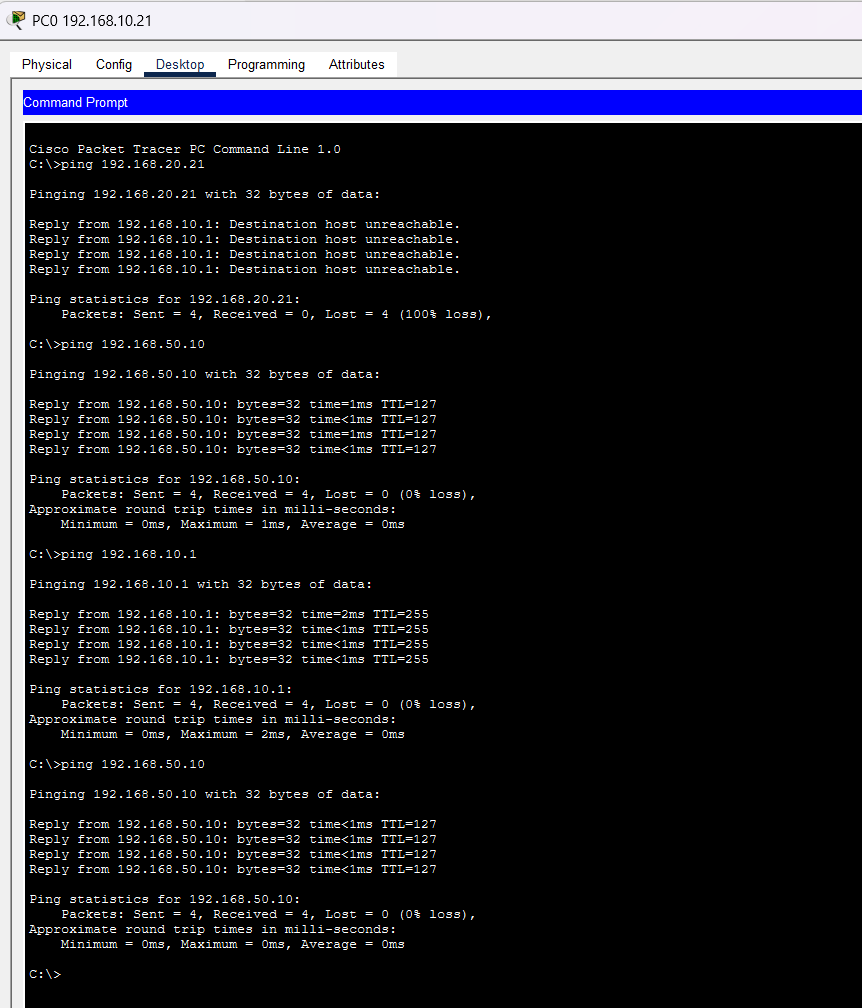 PC0 192.168.10.21
Physical Config Desktop Programming Attributes
Command Prompt
Cisco Packet Tracer PC Command Line 1.0
C:\>ping 192.168.20.21
Pinging 192.168.20.21 with 32 bytes of data:
Reply from 192.168.10.1: Destination host unreachable.
Reply from 192.168.10.1: Destination host unreachable.
Reply from 192.168.10.1: Destination host unreachable.
Reply from 192.168.10.1: Destination host unreachable.
Ping statistics for 192.168.20.21:
Packets: Sent = 4, Received = 0, Lost = 4 (100% loss),
C:\>ping 192.168.50.10
Pinging 192.168.50.10 with 32 bytes of data:
Reply from 192.168.50.10: bytes=32 time=1ms TTL=127
Reply from 192.168.50.10: bytes=32 time<1ms TTL=127
Reply from 192.168.50.10: bytes=32 time=1ms TTL=127
Reply from 192.168.50.10: bytes=32 time<1ms TTL=127
Ping statistics for 192.168.50.10:
Packets: Sent = 4, Received = 4, Lost = 0 (0% loss),
Approximate round trip times in milli-seconds:
Minimum = 0ms, Maximum = 1ms, Average = 0ms
C:\>ping 192.168.10.1
Pinging 192.168.10.1 with 32 bytes of data:
Reply from 192.168.10.1: bytes=32 time=2ms TTL=255
Reply from 192.168.10.1: bytes=32 time<1ms TTL=255
Reply from 192.168.10.1: bytes=32 time<1ms TTL=255
Reply from 192.168.10.1: bytes=32 time<1ms TTL=255
Ping statistics for 192.168.10.1:
Packets: Sent = 4, Received = 4, Lost = 0 (0% loss),
Approximate round trip times in milli-seconds:
Minimum = 0ms, Maximum = 2ms, Average = 0ms
C:\>ping 192.168.50.10
Pinging 192.168.50.10 with 32 bytes of data:
Reply from 192.168.50.10: bytes=32 time<1ms TTL=127
Reply from 192.168.50.10: bytes=32 time<1ms TTL=127
Reply from 192.168.50.10: bytes=32 time<1ms TTL=127
Reply from 192.168.50.10: bytes=32 time<1ms TTL=127
Ping statistics for 192.168.50.10:
Packets: Sent = 4, Received = 4, Lost = 0 (0% loss),
Approximate round trip times in milli-seconds:
Minimum = 0ms, Maximum = 0ms, Average = 0ms
C:\>